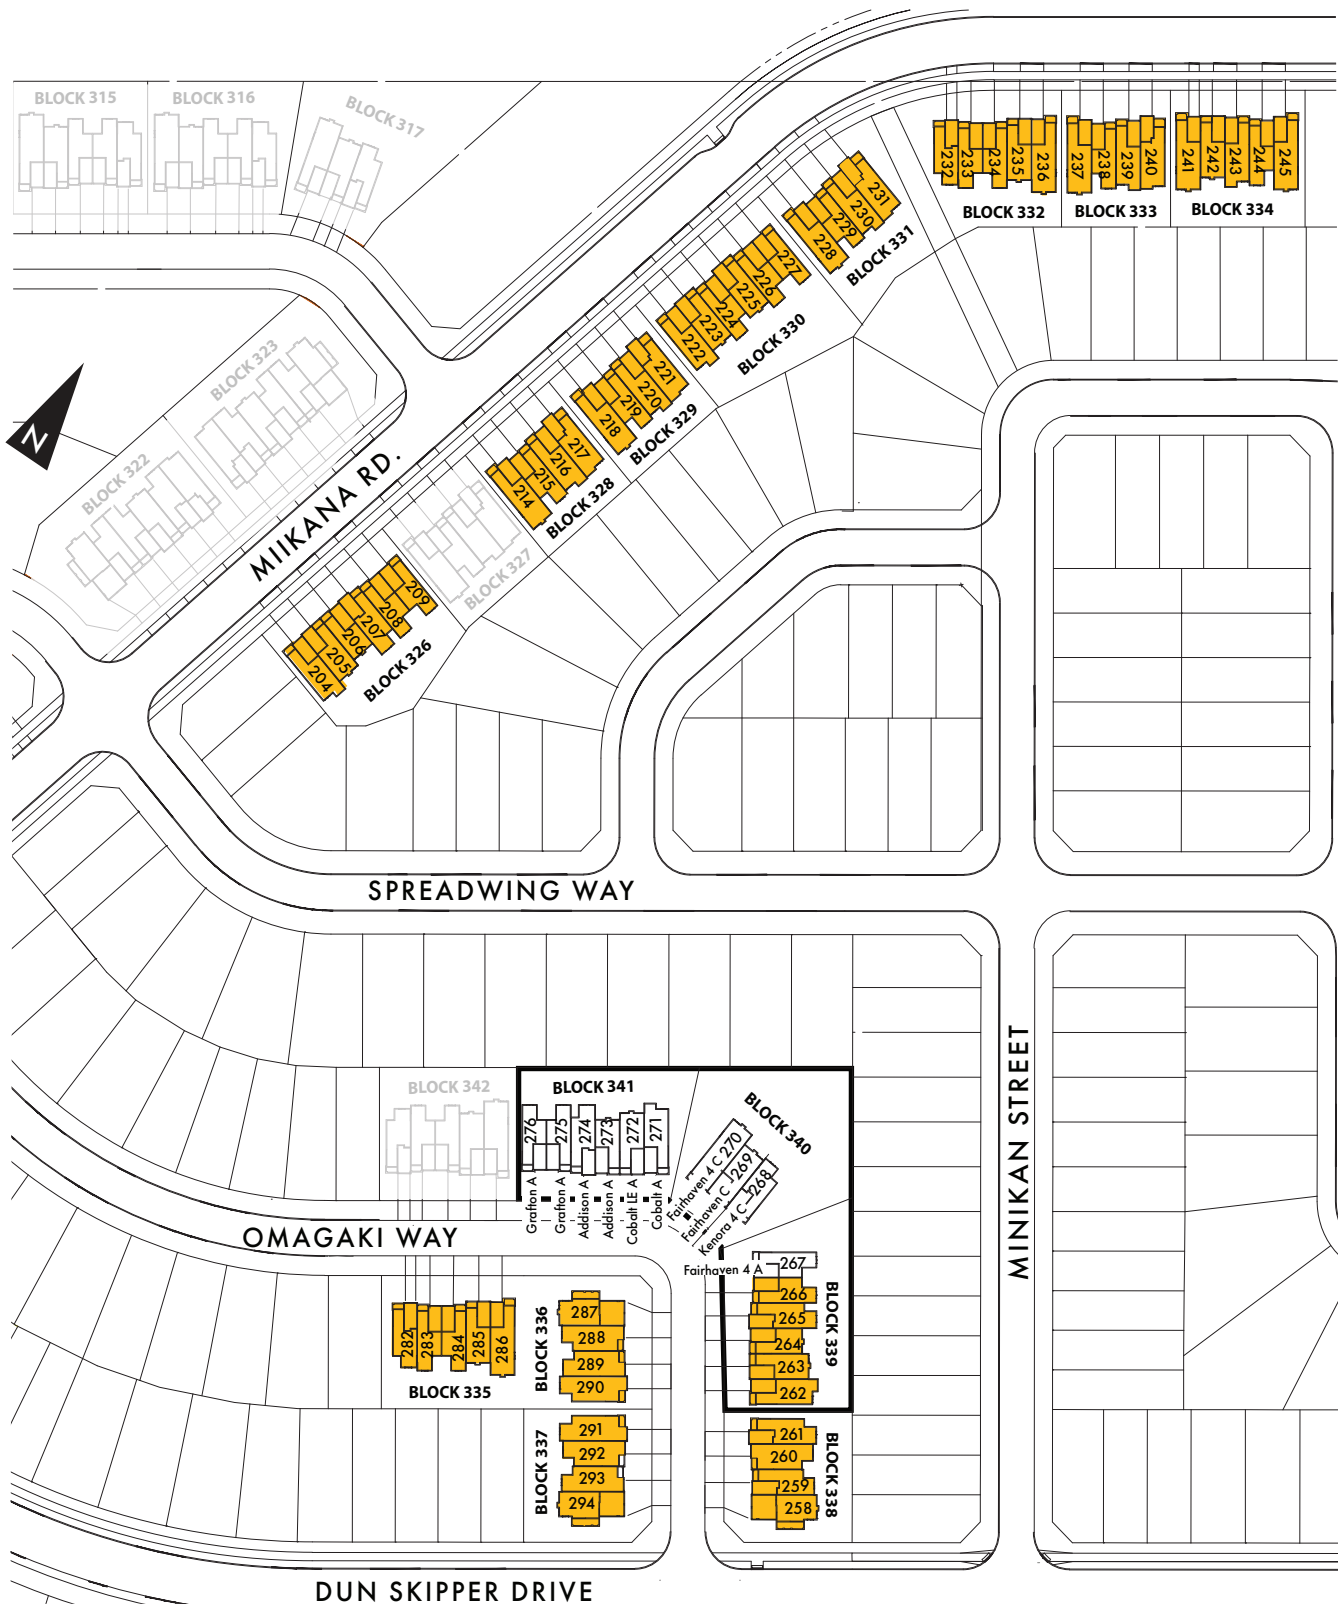 BLOCK 315
BLOCK 316
BLOCK 317
232
233
234
235
236
BLOCK 332
237
238
239
240
BLOCK 333
241
242
243
244
245
BLOCK 334
228
229
230
231
BLOCK 331
222
223
224
225
226
227
BLOCK 330
218
219
220
221
BLOCK 329
214
215
216
217
BLOCK 328
BLOCK 327
BLOCK 323
BLOCK 322
N
MIIKANA RD.
204
205
206
207
208
209
BLOCK 326
SPREADWING WAY
MINIKAN STREET
BLOCK 342
BLOCK 341
276
275
274
273
272
271
Grafton A
Grafton A
Addison A
Addison A
Cobalt LE A
Cobalt A
BLOCK 340
Fairhaven 4 C 270
Fairhaven C 269
Kenora 4 C 268
Fairhaven 4 A
267
266
265
264
263
262
BLOCK 339
OMAGAKI WAY
282
283
284
285
286
BLOCK 335
BLOCK 336
287
288
289
290
BLOCK 337
291
292
293
294
261
260
259
258
BLOCK 338
DUN SKIPPER DRIVE